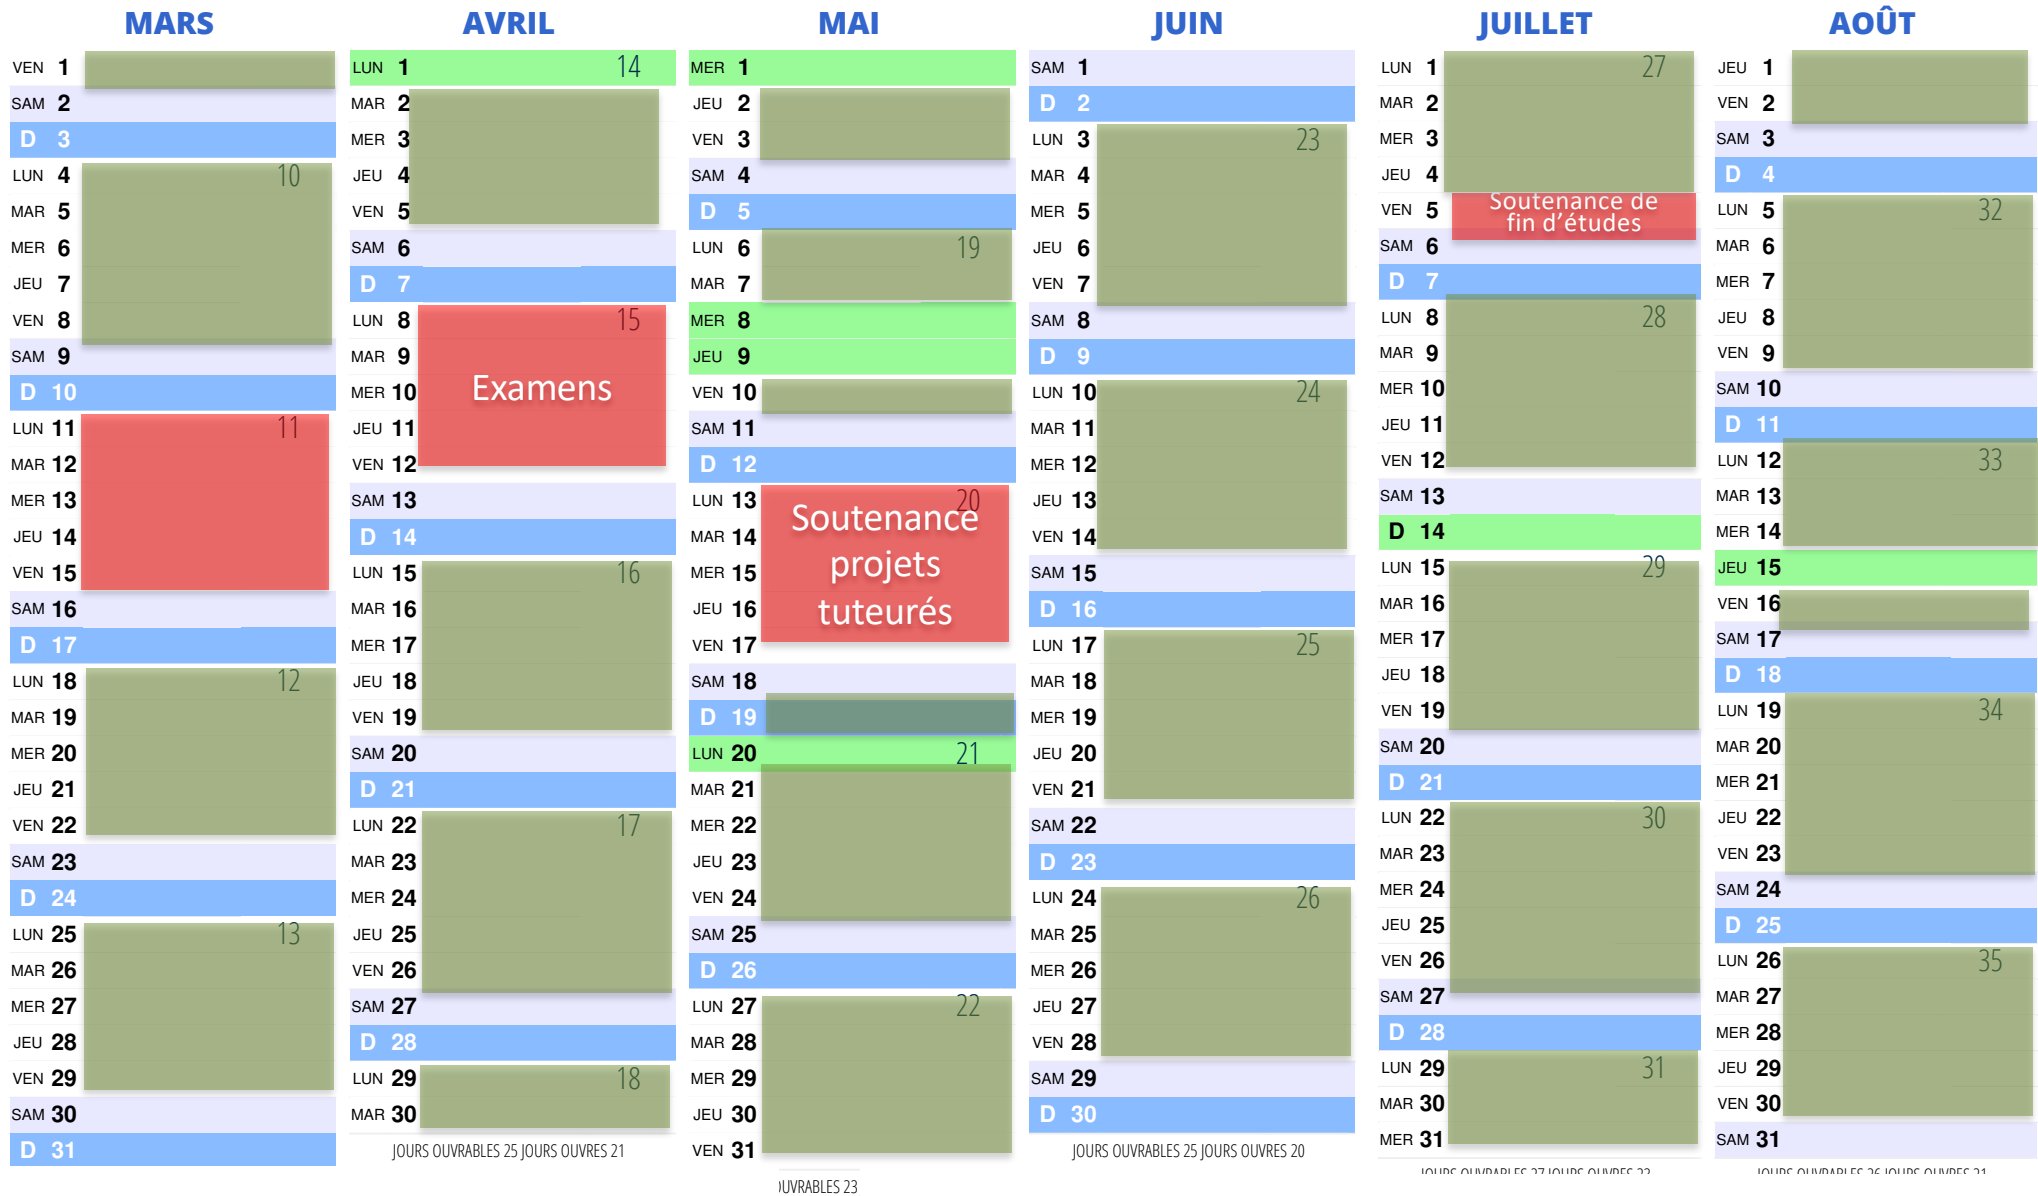 MARS
VEN 1
SAM 2
D 3
LUN 4 10
MAR 5
MER 6
JEU 7
VEN 8
SAM 9
D 10
LUN 11 11
MAR 12
MER 13
JEU 14
VEN 15
SAM 16
D 17
LUN 18 12
MAR 19
MER 20
JEU 21
VEN 22
SAM 23
D 24
LUN 25 13
MAR 26
MER 27
JEU 28
VEN 29
SAM 30
D 31
AVRIL
LUN 1 14
MAR 2
MER 3
JEU 4
VEN 5
SAM 6
D 7
LUN 8 15
MAR 9
MER 10 Examens
JEU 11
VEN 12
SAM 13
D 14
LUN 15 16
MAR 16
MER 17
JEU 18
VEN 19
SAM 20
D 21
LUN 22 17
MAR 23
MER 24
JEU 25
VEN 26
SAM 27
D 28
LUN 29 18
MAR 30
JOURS OUVRABLES 25 JOURS OUVRES 21
MAI
MER 1
JEU 2
VEN 3
SAM 4
D 5
LUN 6 19
MAR 7
MER 8
JEU 9
VEN 10
SAM 11
D 12
LUN 13 20
Soutenance
MAR 14
projets
MER 15
tuteurés
JEU 16
VEN 17
SAM 18
D 19
LUN 20 21
MAR 21
MER 22
JEU 23
VEN 24
SAM 25
D 26
LUN 27 22
MAR 28
MER 29
JEU 30
VEN 31
OUVRABLES 23
JUIN
SAM 1
D 2
LUN 3 23
MAR 4
MER 5
JEU 6
VEN 7
SAM 8
D 9
LUN 10 24
MAR 11
MER 12
JEU 13
VEN 14
SAM 15
D 16
LUN 17 25
MAR 18
MER 19
JEU 20
VEN 21
SAM 22
D 23
LUN 24 26
MAR 25
MER 26
JEU 27
VEN 28
SAM 29
D 30
JOURS OUVRABLES 25 JOURS OUVRES 20
JUILLET
LUN 1 27
MAR 2
MER 3
JEU 4
VEN 5
Soutenance de
fin d’études
SAM 6
D 7
LUN 8 28
MAR 9
MER 10
JEU 11
VEN 12
SAM 13
D 14
LUN 15 29
MAR 16
MER 17
JEU 18
VEN 19
SAM 20
D 21
LUN 22 30
MAR 23
MER 24
JEU 25
VEN 26
SAM 27
D 28
LUN 29 31
MAR 30
MER 31
AOÛT
JEU 1
VEN 2
SAM 3
D 4
LUN 5 32
MAR 6
MER 7
JEU 8
VEN 9
SAM 10
D 11
LUN 12 33
MAR 13
MER 14
JEU 15
VEN 16
SAM 17
D 18
LUN 19 34
MAR 20
MER 21
JEU 22
VEN 23
SAM 24
D 25
LUN 26 35
MAR 27
MER 28
JEU 29
VEN 30
SAM 31